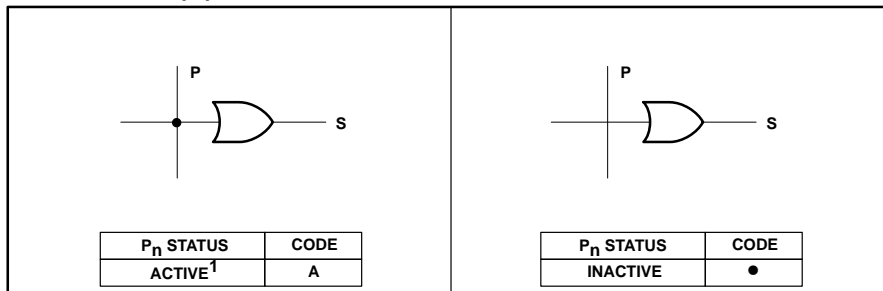 P
S
Pn STATUS CODE
ACTIVE1 A
P
S
Pn STATUS CODE
INACTIVE ●